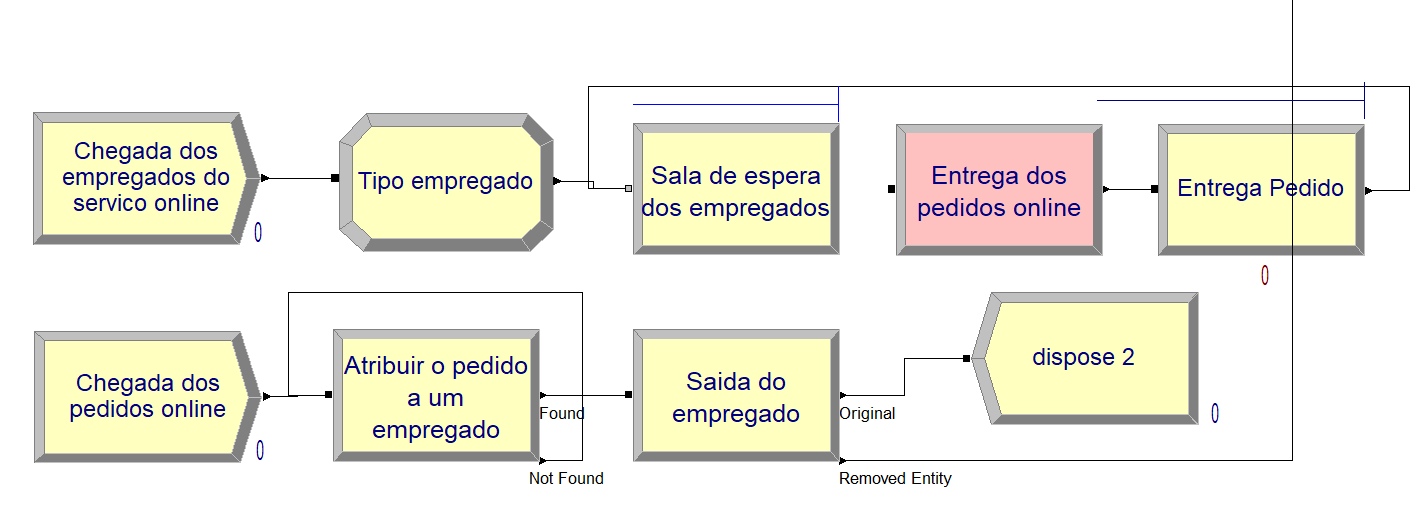 Chegada dos
empregados do
servico online
0
Tipo empregado
Sala de espera
dos empregados
Entrega dos
pedidos online
Entrega Pedido
0
Chegada dos
pedidos online
0
Atribuir o pedido
a um
empregado
Found
Not Found
Saida do
empregado
Original
Removed Entity
dispose 2
0